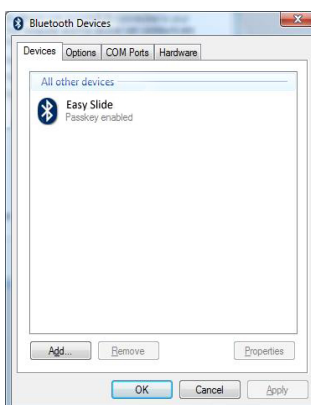 Bluetooth Devices
Devices Options COM Ports Hardware
All other devices
Easy Slide
Passkey enabled
Add... Remove Properties
OK Cancel Apply